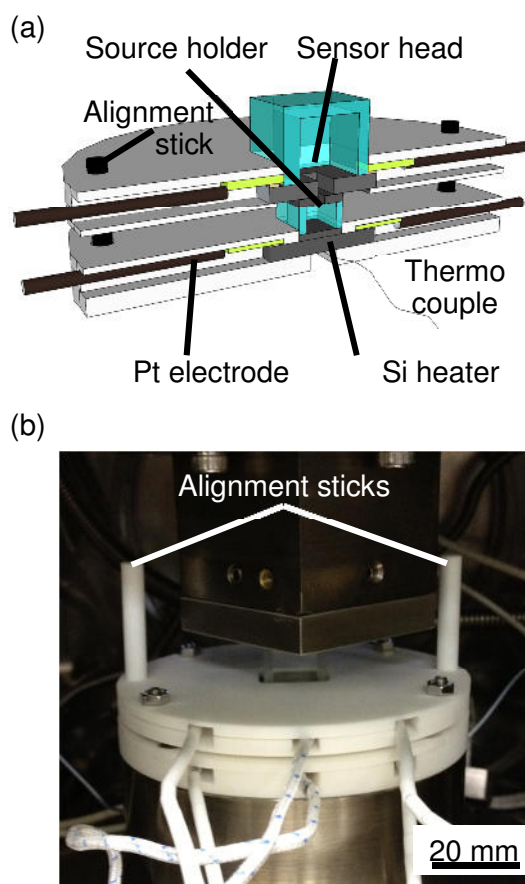 (a)
Source holder Sensor head
Alignment
stick
Thermo
couple
Pt electrode Si heater
(b)
Alignment sticks
20 mm